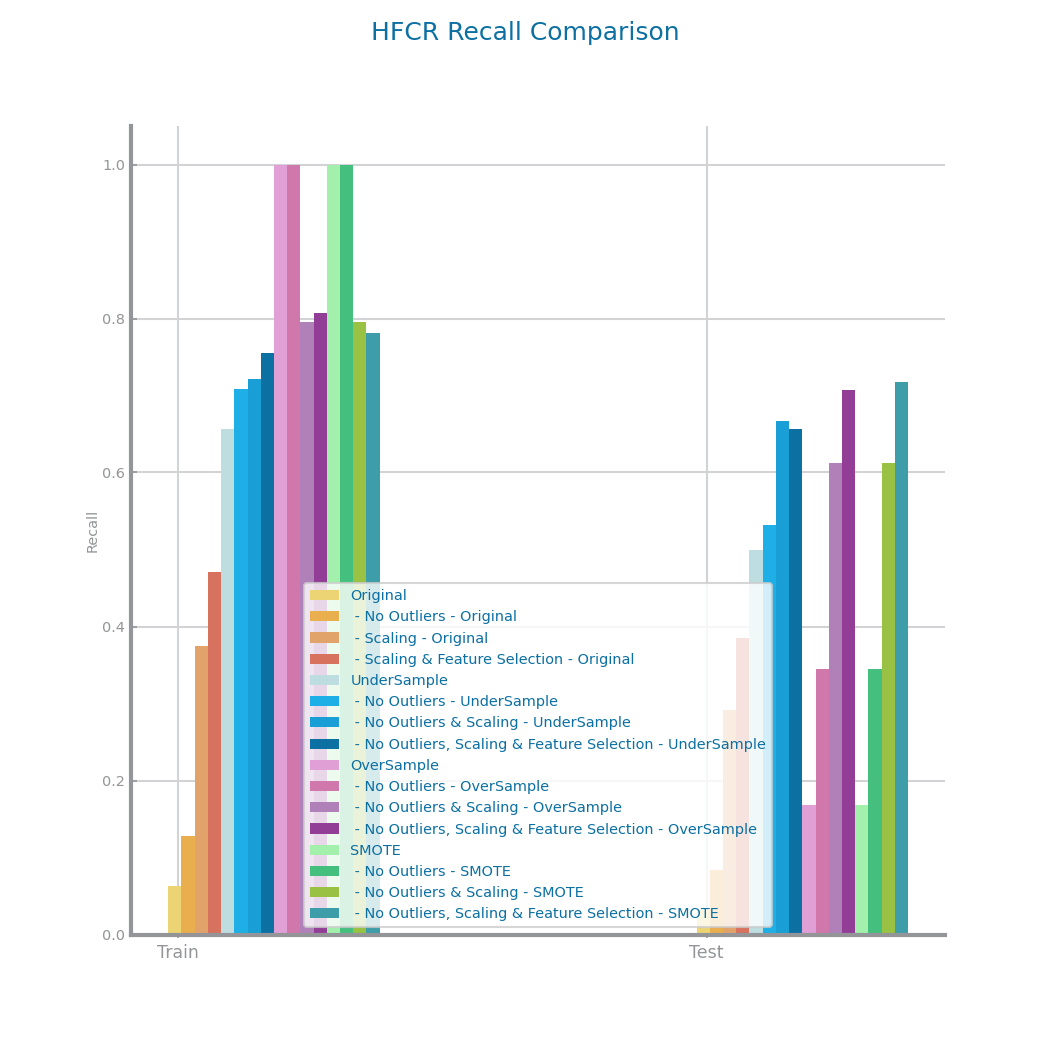 HFCR Recall Comparison
1.0
0.8
0.6
0.4
0.2
0.0
Recall
Original
- No Outliers - Original
- Scaling - Original
- Scaling & Feature Selection - Original
UnderSample
- No Outliers - UnderSample
- No Outliers & Scaling - UnderSample
- No Outliers, Scaling & Feature Selection - UnderSample
OverSample
- No Outliers - OverSample
- No Outliers & Scaling - OverSample
- No Outliers, Scaling & Feature Selection - OverSample
SMOTE
- No Outliers - SMOTE
- No Outliers & Scaling - SMOTE
- No Outliers, Scaling & Feature Selection - SMOTE
Train
Test